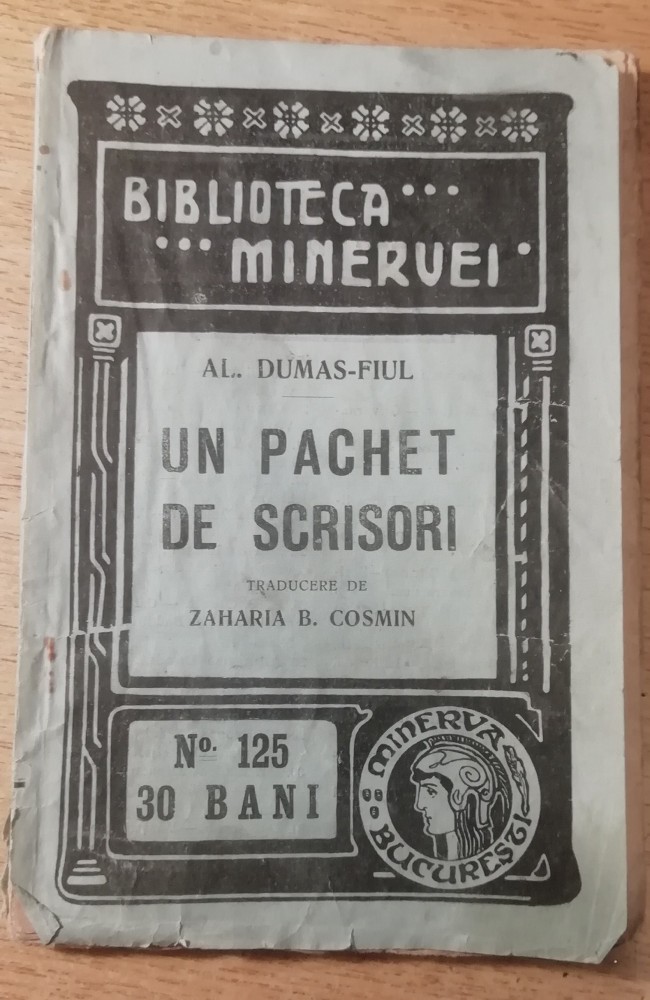 BIBLIOTECA
MINERVEI
AL. DUMAS-FIUL
UN PACHET
DE SCRISORI
TRADUCERE DE
ZAHARIA B. COSMIN
No. 125
30 BANI
MINERVA
BUCUREȘTI